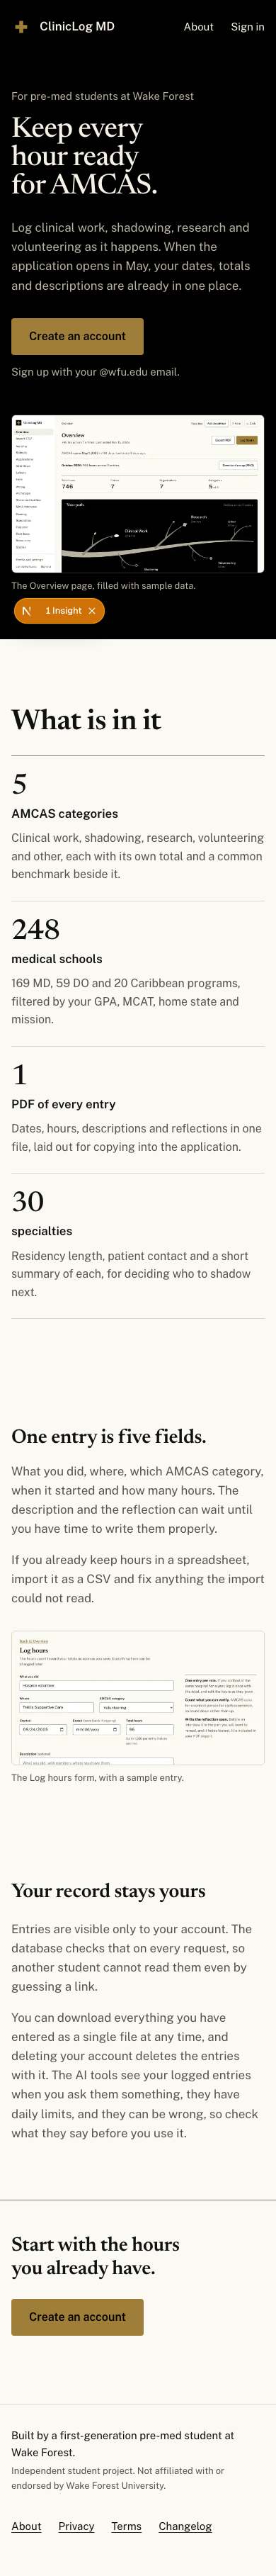 ClinicLog MD
About
Sign in
For pre-med students at Wake Forest
Keep every
hour ready
for AMCAS.
Log clinical work, shadowing, research and
volunteering as it happens. When the
application opens in May, your dates, totals
and descriptions are already in one place.
Create an account
Sign up with your @wfu.edu email.
Overview
746
7
7
5
The Overview page, filled with sample data.
N
1 Insight ×
What is in it
5
AMCAS categories
Clinical work, shadowing, research, volunteering
and other, each with its own total and a common
benchmark beside it.
248
medical schools
169 MD, 59 DO and 20 Caribbean programs,
filtered by your GPA, MCAT, home state and
mission.
1
PDF of every entry
Dates, hours, descriptions and reflections in one
file, laid out for copying into the application.
30
specialties
Residency length, patient contact and a short
summary of each, for deciding who to shadow
next.
One entry is five fields.
What you did, where, which AMCAS category,
when it started and how many hours. The
description and the reflection can wait until
you have time to write them properly.
If you already keep hours in a spreadsheet,
import it as a CSV and fix anything the import
could not read.
Back to Overview
Log hours
What you did
Hospice volunteer
Where
AMCAS category
Trellis Supportive Care
Volunteering
Started
Total hours
mm/dd/yyyy
96
The Log hours form, with a sample entry.
Your record stays yours
Entries are visible only to your account. The
database checks that on every request, so
another student cannot read them even by
guessing a link.
You can download everything you have
entered as a single file at any time, and
deleting your account deletes the entries
with it. The AI tools see your logged entries
when you ask them something, they have
daily limits, and they can be wrong, so check
what they say before you use it.
Start with the hours
you already have.
Create an account
Built by a first-generation pre-med student at
Wake Forest.
Independent student project. Not affiliated with or
endorsed by Wake Forest University.
About
Privacy
Terms
Changelog